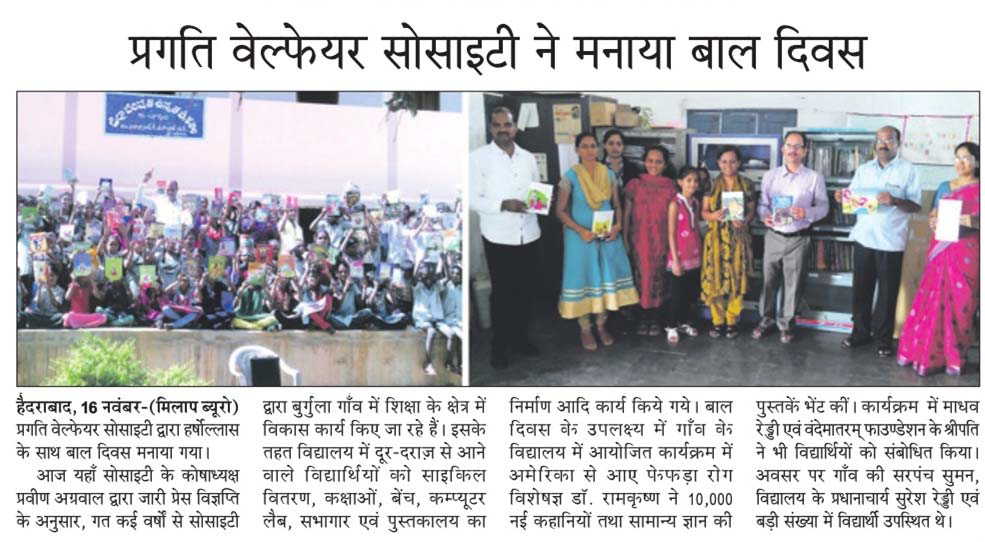 प्रगति वेल्फेयर सोसाइटी ने मनाया बाल दिवस
हैदराबाद, 16 नवंबर-(मिलाप ब्यूरो)
प्रगति वेल्फेयर सोसाइटी द्वारा हर्षोल्लास
के साथ बाल दिवस मनाया गया।
आज यहाँ सोसाइटी के कोषाध्यक्ष
प्रवीण अग्रवाल द्वारा जारी प्रेस विज्ञप्ति
के अनुसार, गत कई वर्षों से सोसाइटी
द्वारा बुर्गुला गाँव में शिक्षा के क्षेत्र में
विकास कार्य किए जा रहे हैं। इसके
तहत विद्यालय में दूर-दराज़ से आने
वाले विद्यार्थियों को साइकिल
वितरण, कक्षाओं, बेंच, कम्प्यूटर
लैब, सभागार एवं पुस्तकालय का
निर्माण आदि कार्य किये गए। बाल
दिवस के उपलक्ष्य में गाँव के
विद्यालय में आयोजित कार्यक्रम में
अमेरिका से आए फेफड़ा रोग
विशेषज्ञ डॉ. रामकृष्ण ने 10,000
नई कहानियों तथा सामान्य ज्ञान की
पुस्तकें भेंट कीं। कार्यक्रम में माधव
रेड्डी एवं वंदेमातरम् फाउण्डेशन के श्रीपति
ने भी विद्यार्थियों को संबोधित किया।
अवसर पर गाँव की सरपंच सुमन,
विद्यालय के प्रधानाचार्य सुरेश रेड्डी एवं
बड़ी संख्या में विद्यार्थी उपस्थित थे।